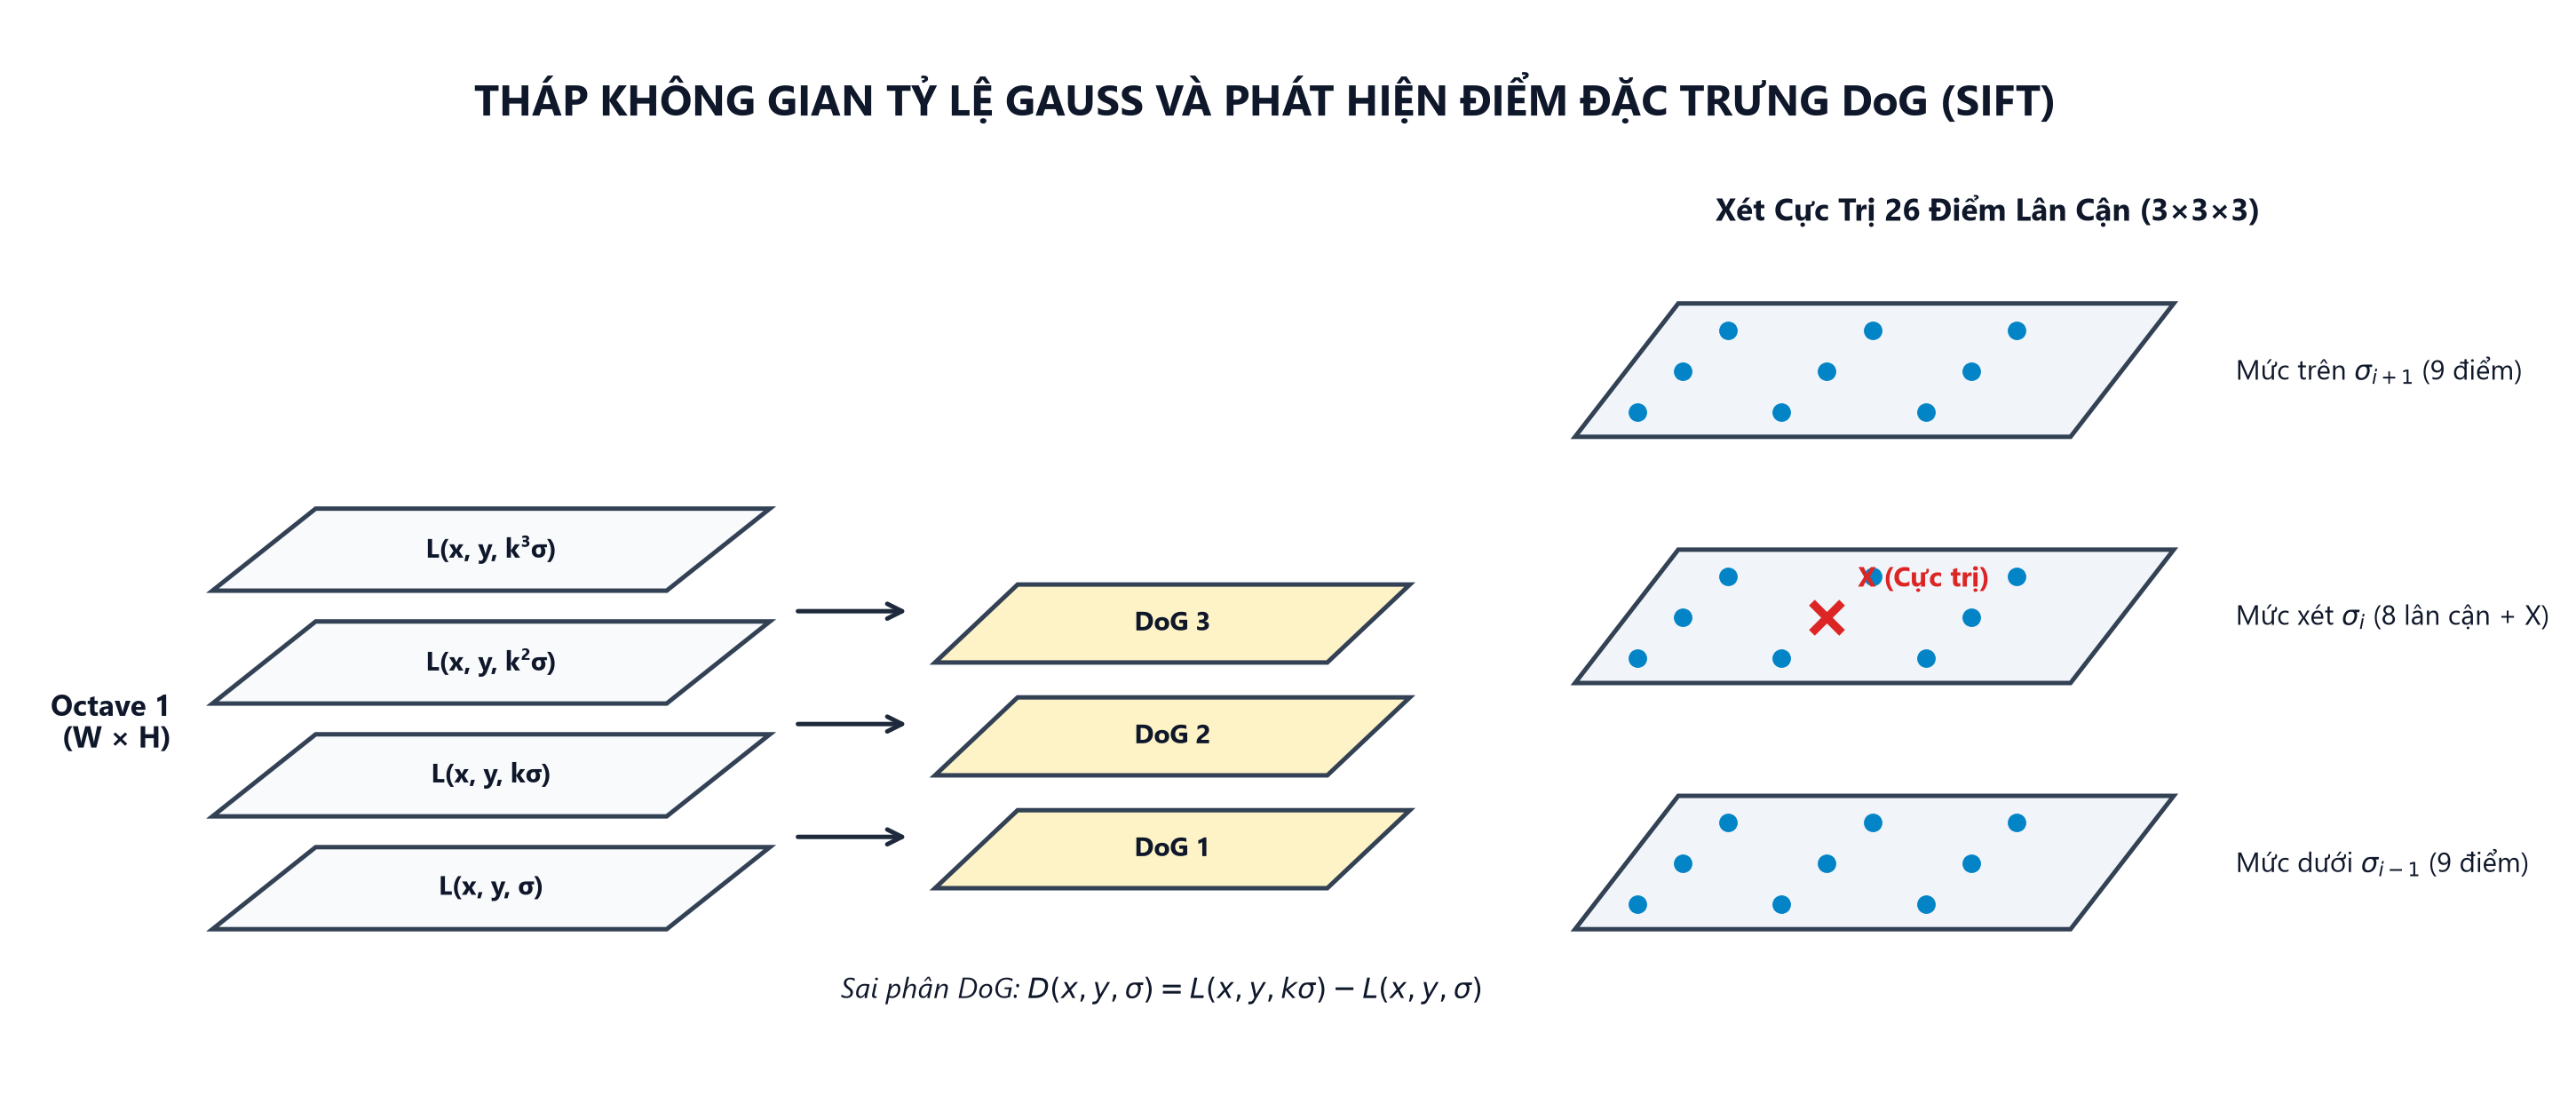 THÁP KHÔNG GIAN TỶ LỆ GAUSS VÀ PHÁT HIỆN ĐIỂM ĐẶC TRƯNG DoG (SIFT)
Octave 1
(W × H)
L(x, y, k³σ)
L(x, y, k²σ)
L(x, y, kσ)
L(x, y, σ)
DoG 3
DoG 2
DoG 1
Sai phân DoG: D(x, y, σ) = L(x, y, kσ) − L(x, y, σ)
Xét Cực Trị 26 Điểm Lân Cận (3×3×3)
Mức trên σᵢ₊₁ (9 điểm)
X (Cực trị)
Mức xét σᵢ (8 lân cận + X)
Mức dưới σᵢ₋₁ (9 điểm)